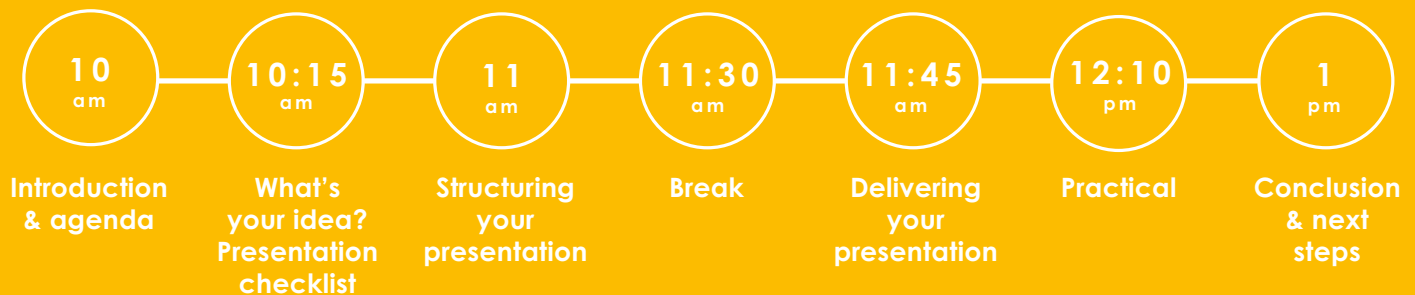 10
am
Introduction
& agenda
10:15
am
What's
your idea?
Presentation
checklist
11
am
Structuring
your
presentation
11:30
am
Break
11:45
am
Delivering
your
presentation
12:10
pm
Practical
1
pm
Conclusion
& next
steps